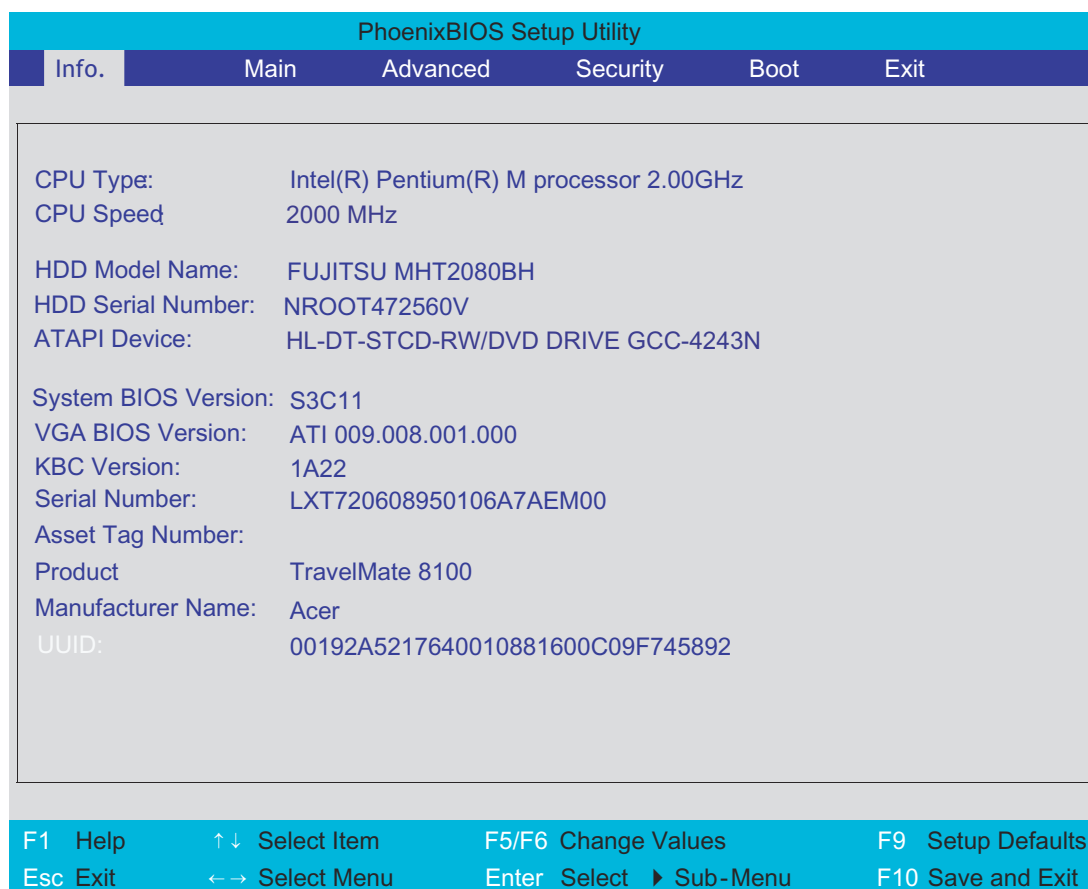 PhoenixBIOS Setup Utility
Info. Main Advanced Security Boot Exit
CPU Type: Intel(R) Pentium(R) M processor 2.00GHz
CPU Speed: 2000 MHz
HDD Model Name: FUJITSU MHT2080BH
HDD Serial Number: NROOT472560V
ATAPI Device: HL-DT-STCD-RW/DVD DRIVE GCC-4243N
System BIOS Version: S3C11
VGA BIOS Version: ATI 009.008.001.000
KBC Version: 1A22
Serial Number: LXT720608950106A7AEM00
Asset Tag Number:
Product TravelMate 8100
Manufacturer Name: Acer
UUID: 00192A5217640010881600C09F745892
F1 Help ↑↓ Select Item F5/F6 Change Values F9 Setup Defaults
Esc Exit ←→ Select Menu Enter Select ▶ Sub-Menu F10 Save and Exit